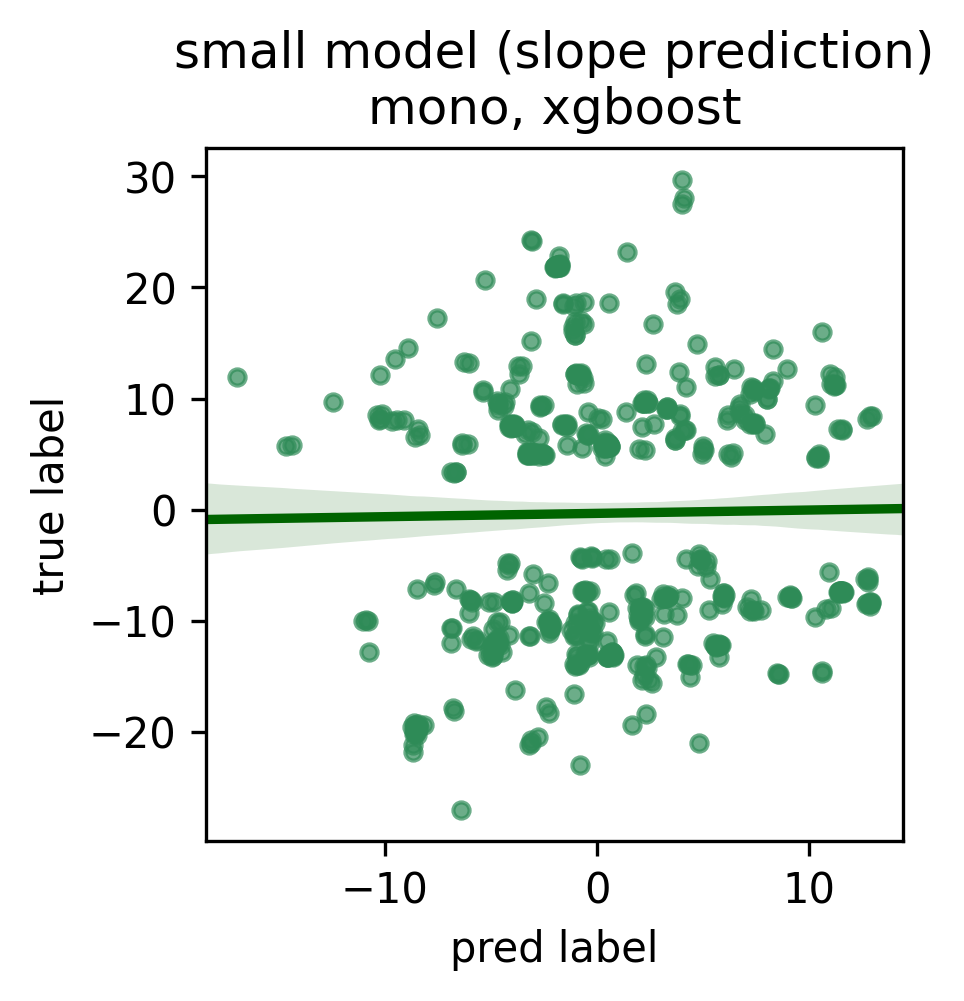 small model (slope prediction)
mono, xgboost
30
20
10
0
−10
−20
true label
−10 0 10
pred label